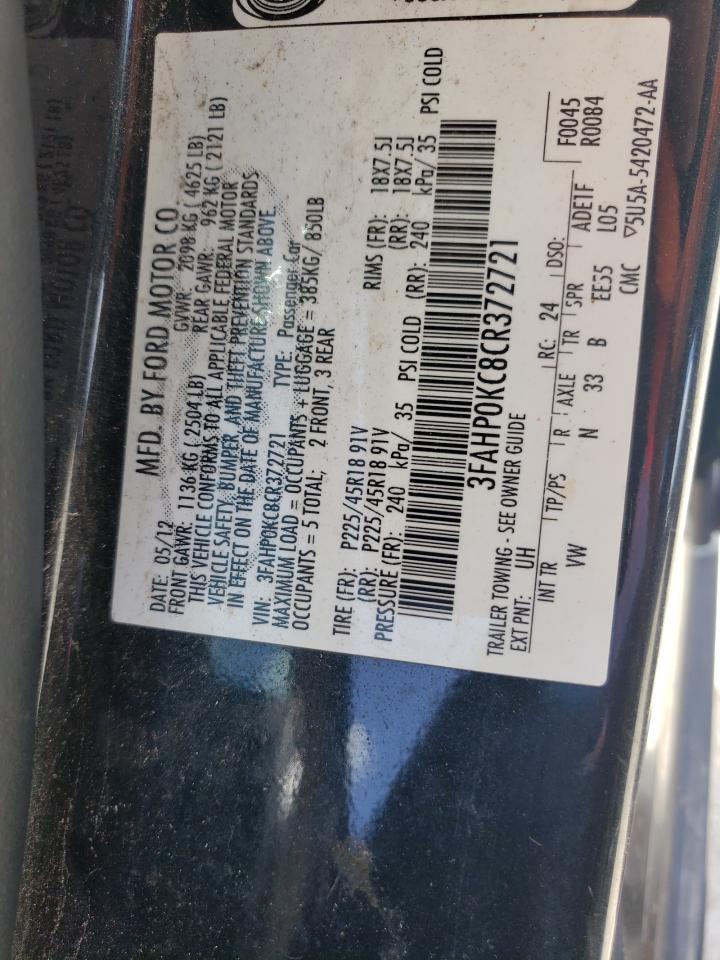 MFD. BY FORD MOTOR CO
DATE: 05/12 GVWR: 2098 KG ( 4625 LB)
FRONT GAWR: 1136 KG ( 2504 LB) REAR GAWR: 962 KG ( 2121 LB)
THIS VEHICLE CONFORMS TO ALL APPLICABLE FEDERAL MOTOR
VEHICLE SAFETY, BUMPER, AND THEFT PREVENTION STANDARDS
IN EFFECT ON THE DATE OF MANUFACTURE SHOWN ABOVE.
VIN: 3FAHP0KC8CR372721 TYPE: Passenger Car
MAXIMUM LOAD = OCCUPANTS + LUGGAGE = 385KG/ 850LB
OCCUPANTS = 5 TOTAL; 2 FRONT, 3 REAR
TIRE (FR): P225/45R18 91V RIMS (FR): 18X7.5J
(RR): P225/45R18 91V (RR): 18X7.5J
PRESSURE (FR): 240 kPa/ 35 PSI COLD (RR): 240 kPa/ 35 PSI COLD
3FAHP0KC8CR372721
TRAILER TOWING - SEE OWNER GUIDE
EXT PNT: UH RC: 24 DSO: F0045
R0084
INT TR TP/PS R AXLE TR SPR ADE1F
VW N 33 B EE55 L05
CMC ▽5U5A-5420472-AA